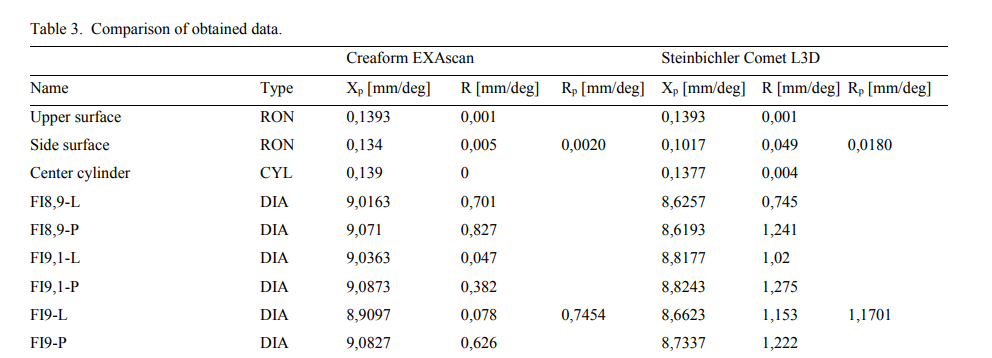 Table 3. Comparison of obtained data.
Creaform EXAscan Steinbichler Comet L3D
Name Type Xp [mm/deg] R [mm/deg] Rp [mm/deg] Xp [mm/deg] R [mm/deg] Rp [mm/deg]
Upper surface RON 0,1393 0,001 0,1393 0,001
Side surface RON 0,134 0,005 0,0020 0,1017 0,049 0,0180
Center cylinder CYL 0,139 0 0,1377 0,004
FI8,9-L DIA 9,0163 0,701 8,6257 0,745
FI8,9-P DIA 9,071 0,827 8,6193 1,241
FI9,1-L DIA 9,0363 0,047 8,8177 1,02
FI9,1-P DIA 9,0873 0,382 8,8243 1,275
FI9-L DIA 8,9097 0,078 0,7454 8,6623 1,153 1,1701
FI9-P DIA 9,0827 0,626 8,7337 1,222